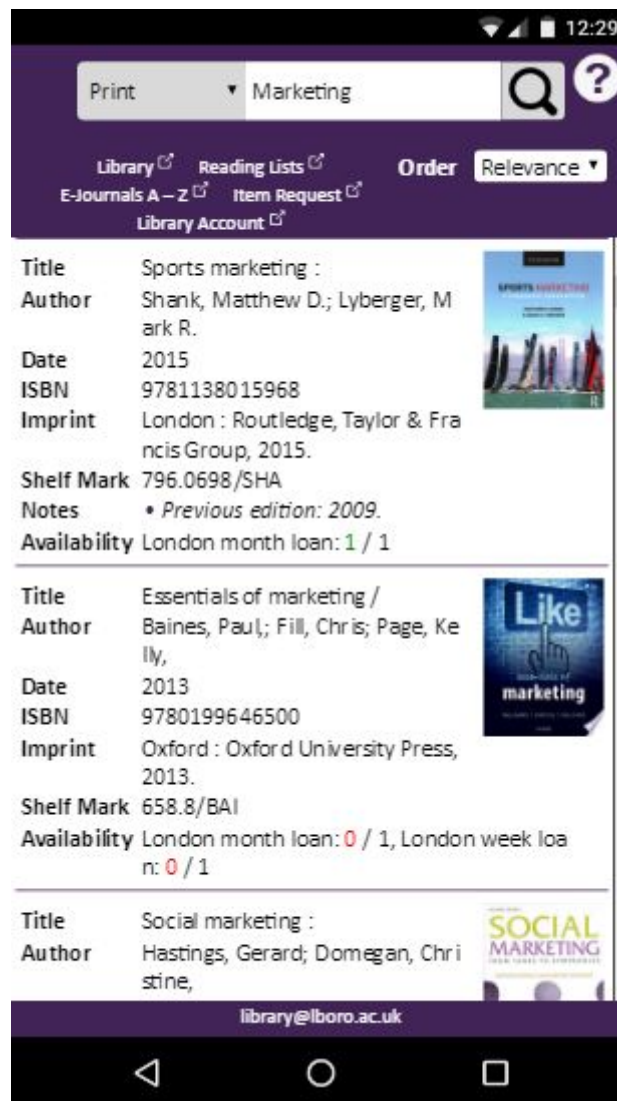 12:29
Print Marketing ?
Library Reading Lists Order Relevance
E-Journals A – Z Item Request
Library Account
Title Sports marketing :
Author Shank, Matthew D.; Lyberger, M
ark R.
Date 2015
ISBN 9781138015968
Imprint London : Routledge, Taylor & Fra
ncis Group, 2015.
Shelf Mark 796.0698/SHA
Notes • Previous edition: 2009.
Availability London month loan: 1 / 1
SPORTS MARKETING
Title Essentials of marketing /
Author Baines, Paul,; Fill, Chris; Page, Ke
lly,
Date 2013
ISBN 9780199646500
Imprint Oxford : Oxford University Press,
2013.
Shelf Mark 658.8/BAI
Availability London month loan: 0 / 1, London week loa
n: 0 / 1
Like
marketing
Title Social marketing :
Author Hastings, Gerard; Domegan, Chri
stine,
SOCIAL
MARKETING
library@lboro.ac.uk